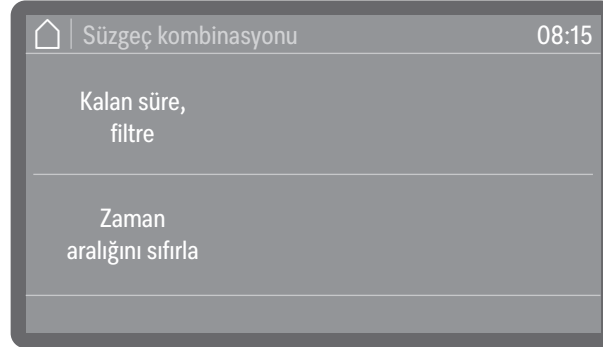 Süzgeç kombinasyonu 08:15
Kalan süre,
filtre
Zaman
aralığını sıfırla